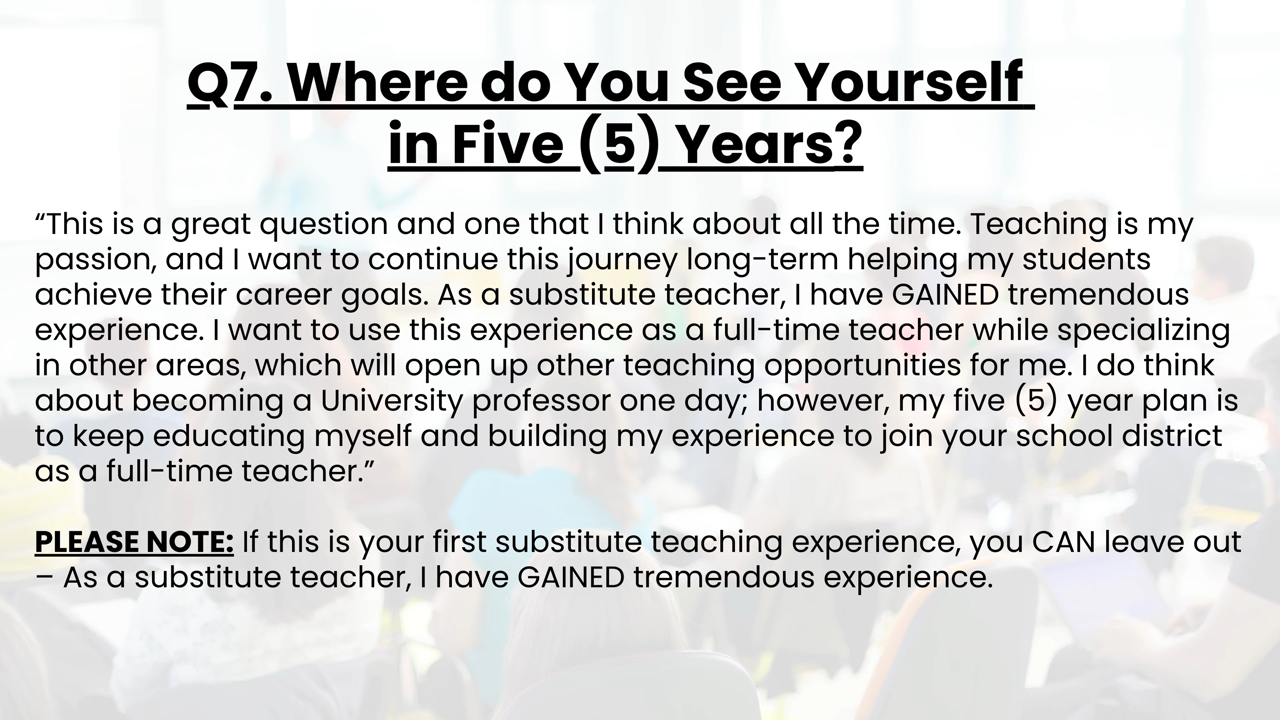 Q7. Where do You See Yourself
in Five (5) Years?
“This is a great question and one that I think about all the time. Teaching is my
passion, and I want to continue this journey long-term helping my students
achieve their career goals. As a substitute teacher, I have GAINED tremendous
experience. I want to use this experience as a full-time teacher while specializing
in other areas, which will open up other teaching opportunities for me. I do think
about becoming a University professor one day; however, my five (5) year plan is
to keep educating myself and building my experience to join your school district
as a full-time teacher.”
PLEASE NOTE: If this is your first substitute teaching experience, you CAN leave out
– As a substitute teacher, I have GAINED tremendous experience.